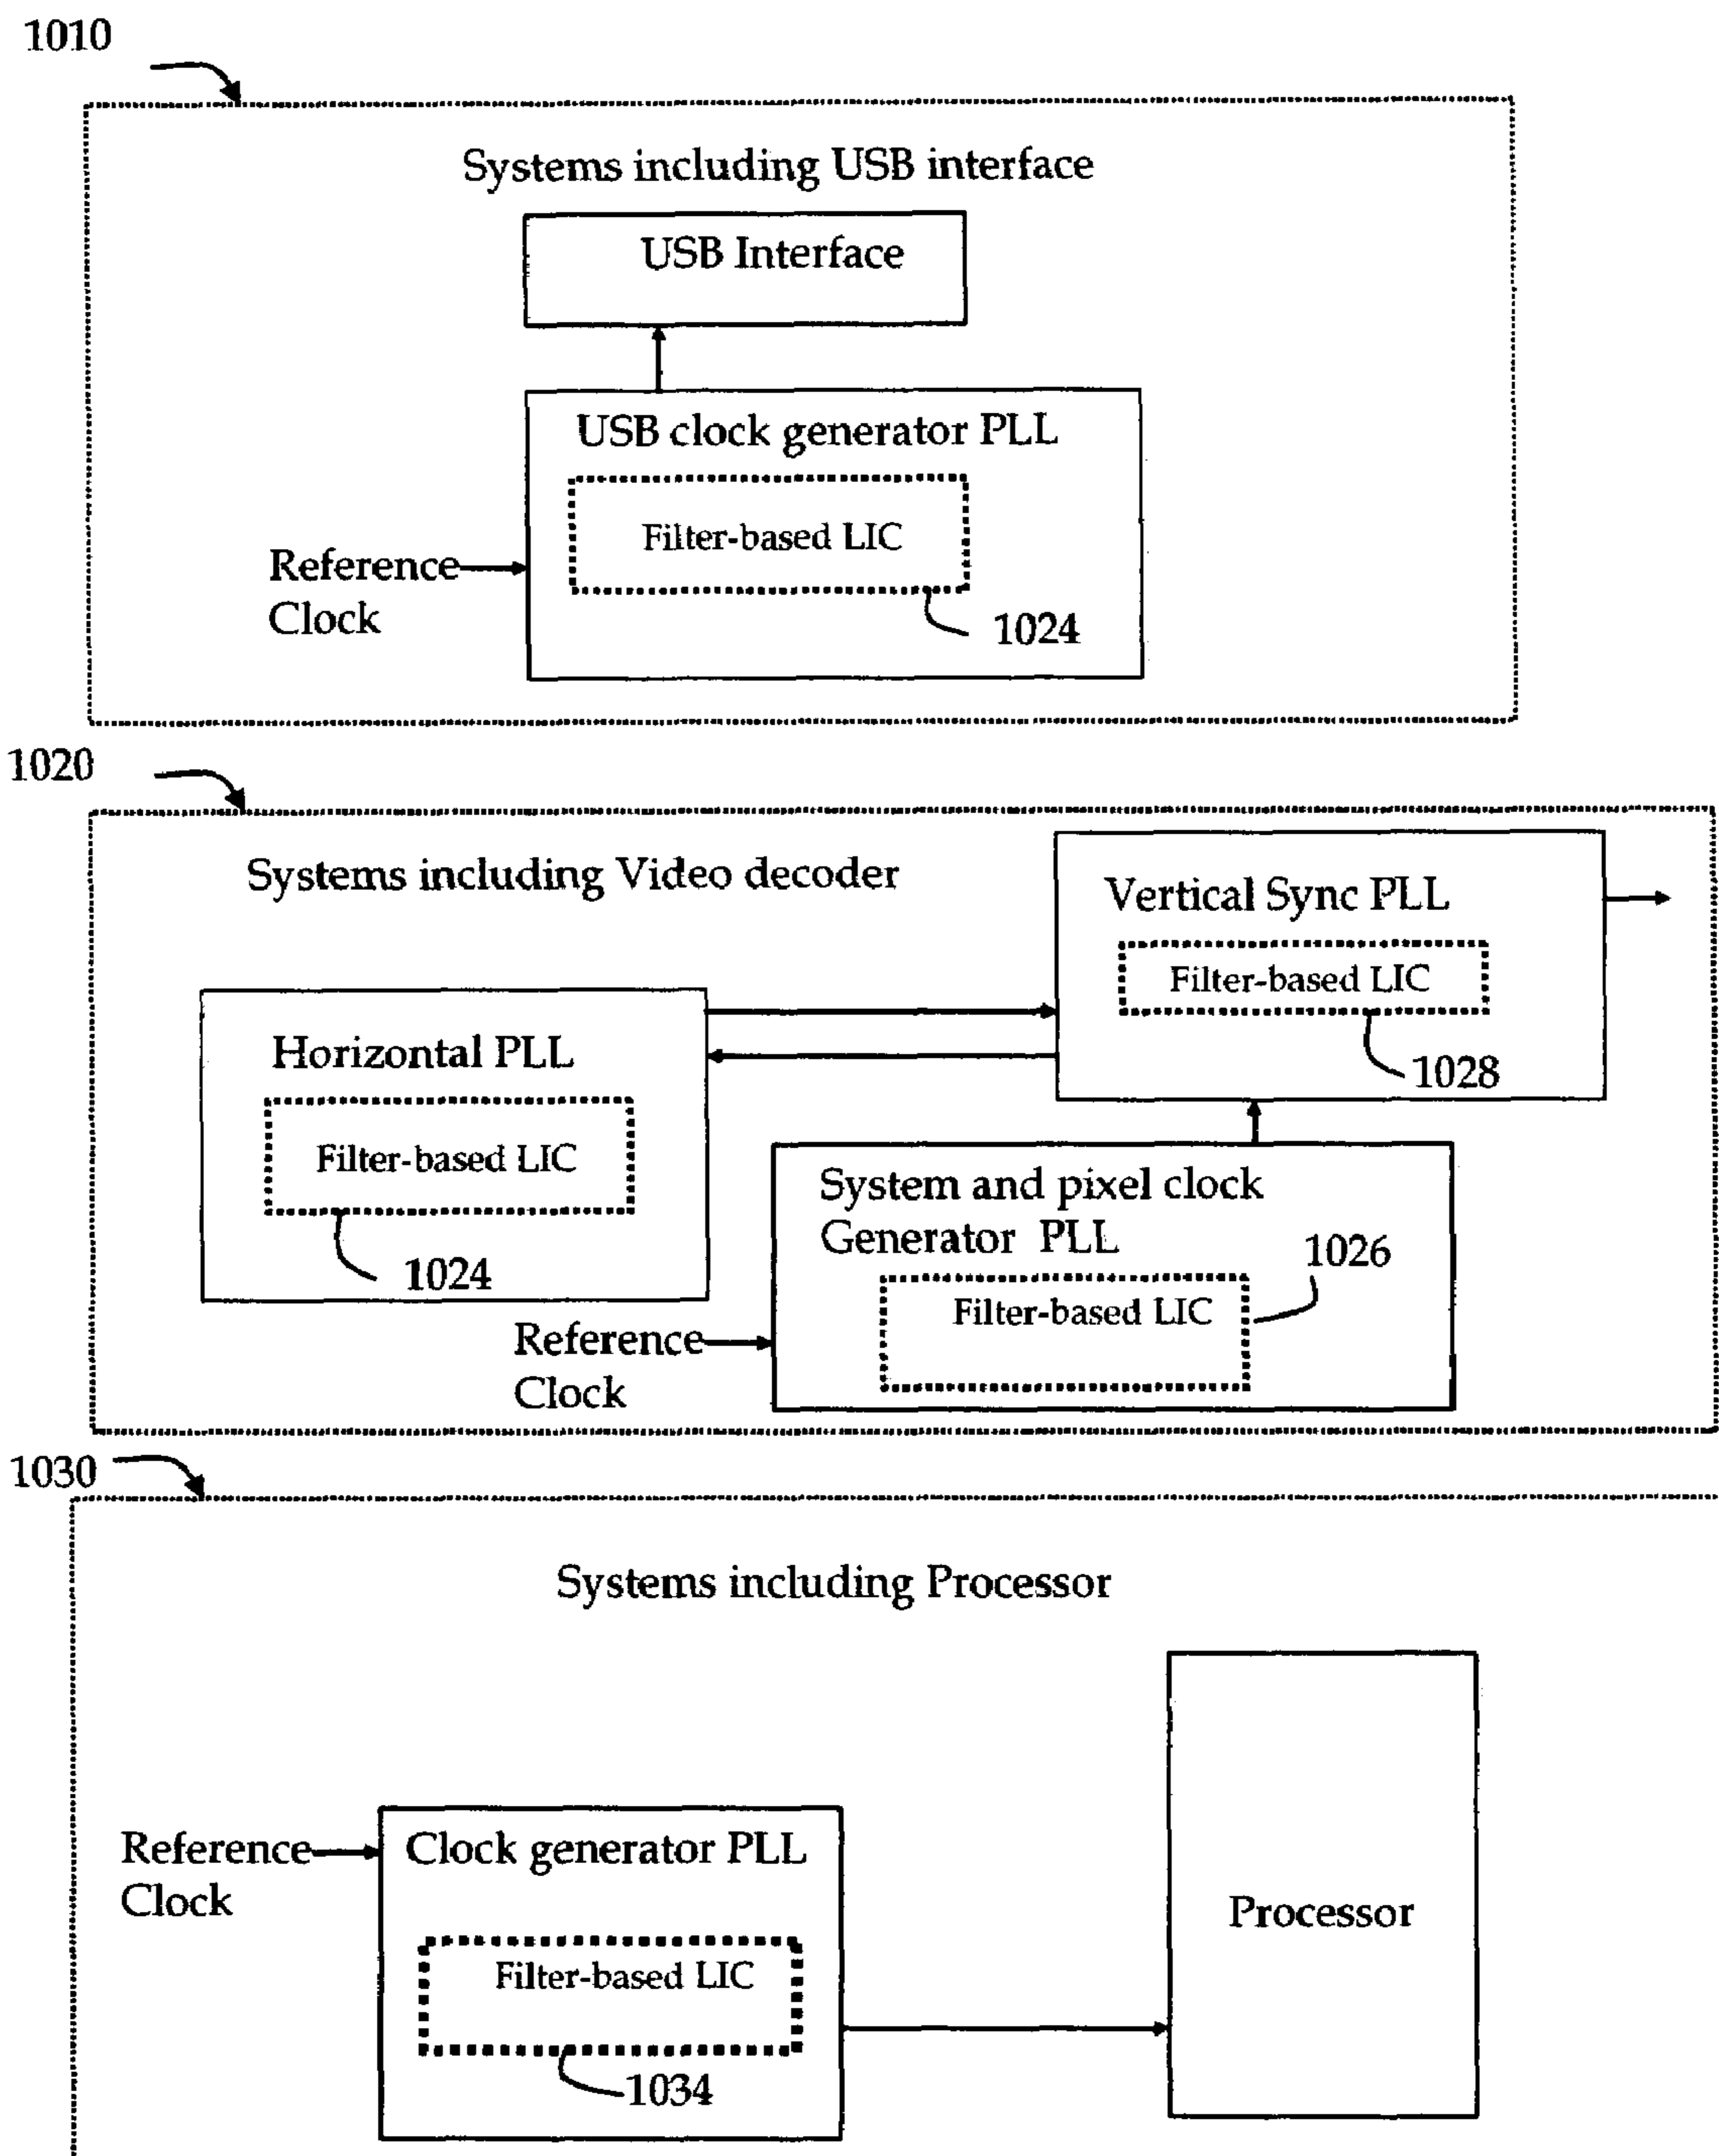 1010
Systems including USB interface
USB Interface
USB clock generator PLL
Filter-based LIC
Reference
Clock
1024
1020
Systems including Video decoder
Vertical Sync PLL
Filter-based LIC
1028
Horizontal PLL
Filter-based LIC
1024
System and pixel clock
Generator PLL
1026
Filter-based LIC
Reference
Clock
1030
Systems including Processor
Reference
Clock
Clock generator PLL
Filter-based LIC
1034
Processor